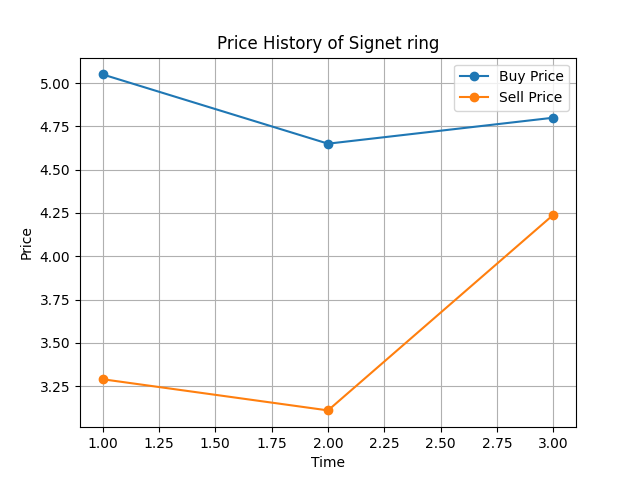 Price History of Signet ring
Buy Price
Sell Price
Price
5.00
4.75
4.50
4.25
4.00
3.75
3.50
3.25
1.00 1.25 1.50 1.75 2.00 2.25 2.50 2.75 3.00
Time